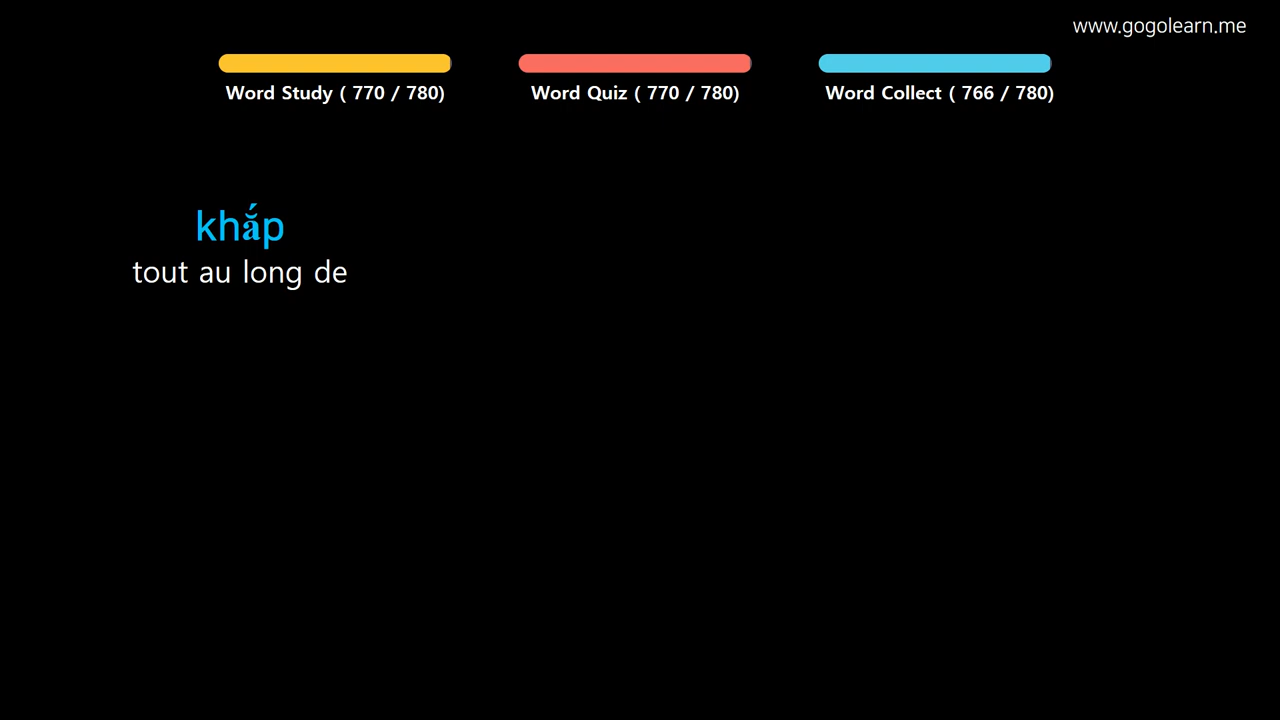 www.gogolearn.me
Word Study ( 770 / 780)
Word Quiz ( 770 / 780)
Word Collect ( 766 / 780)
khắp
tout au long de